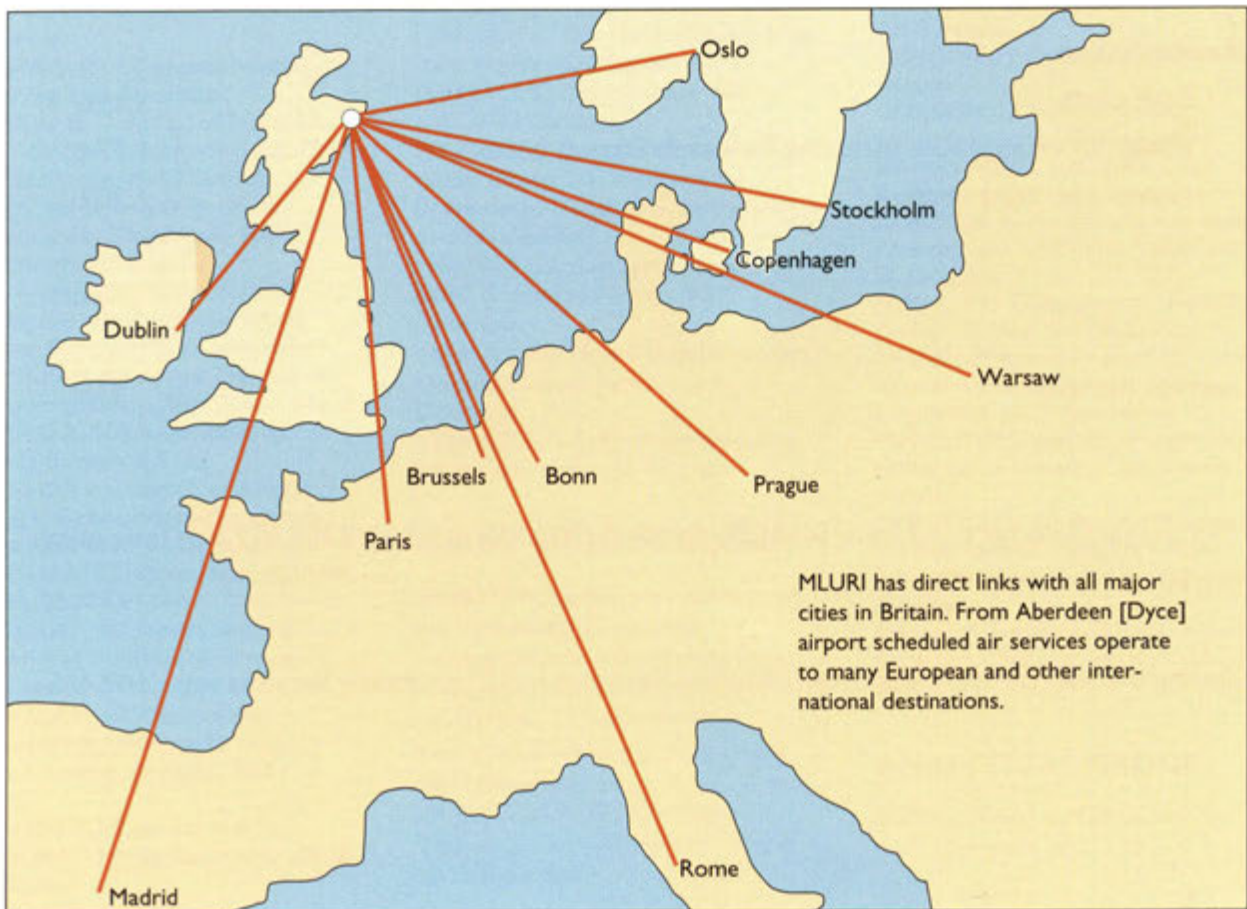 Oslo
Stockholm
Copenhagen
Dublin
Warsaw
Brussels
Bonn
Prague
Paris
MLURI has direct links with all major
cities in Britain. From Aberdeen [Dyce]
airport scheduled air services operate
to many European and other inter-
national destinations.
Rome
Madrid